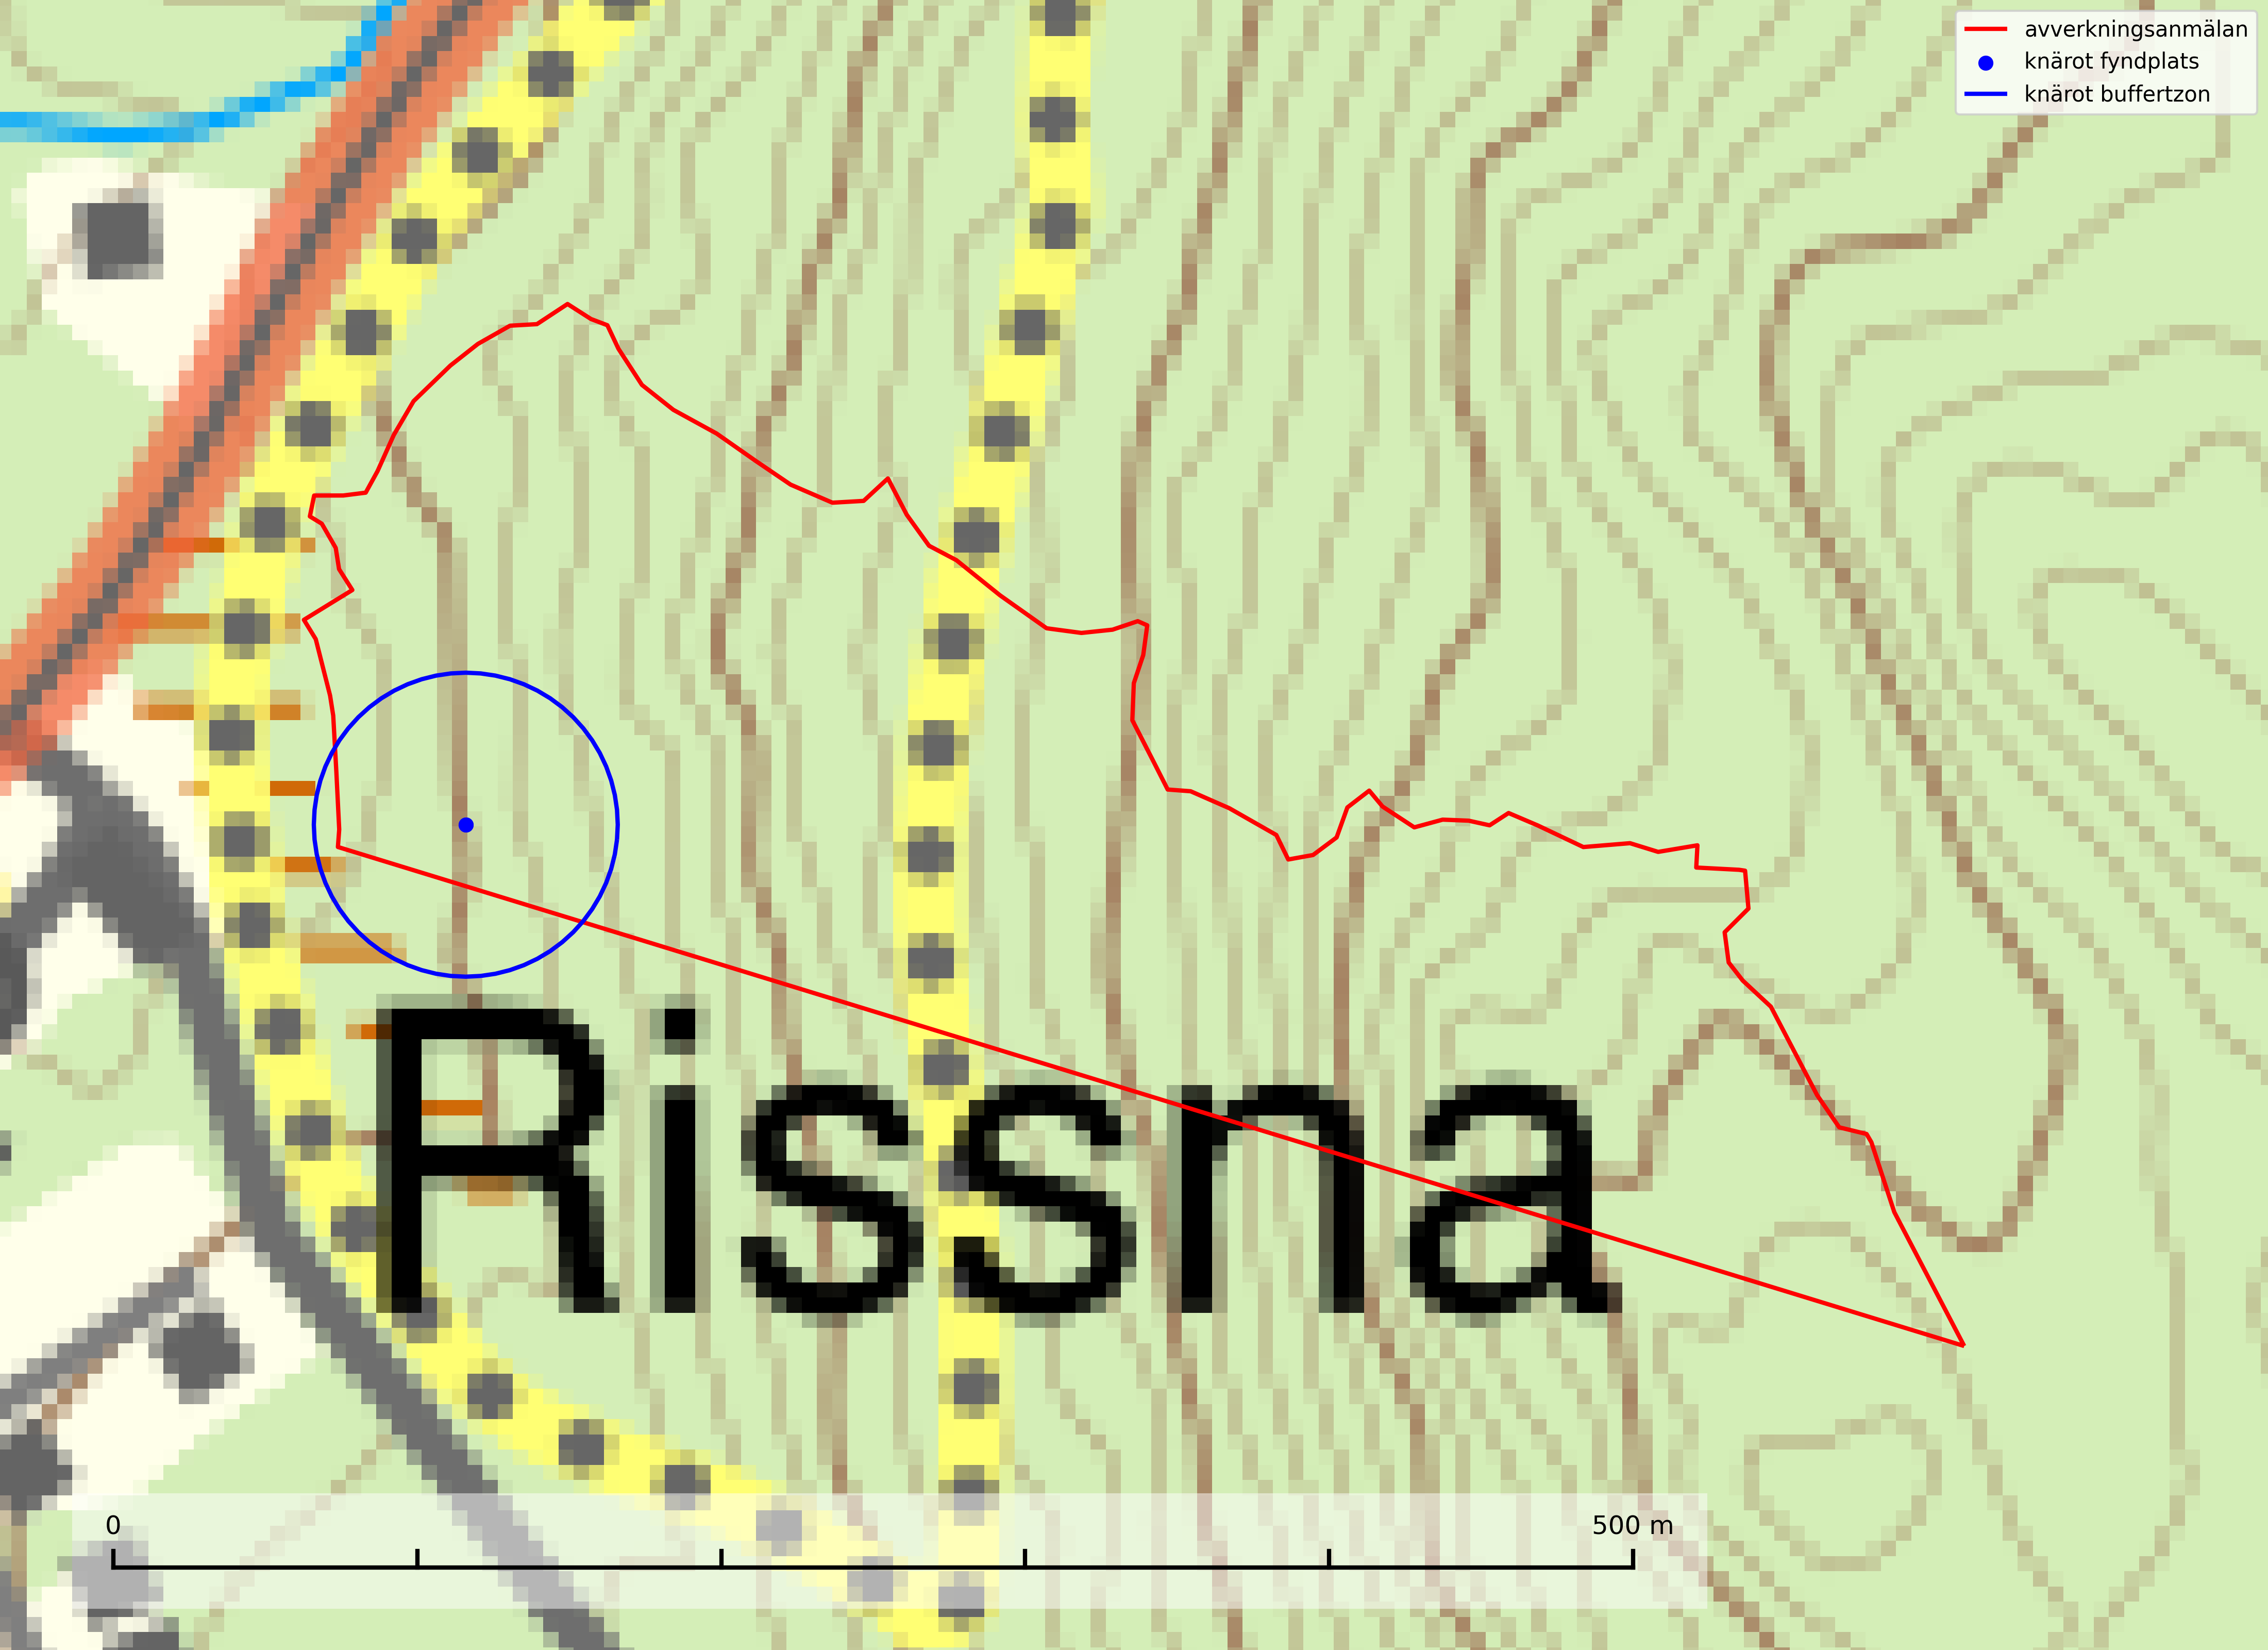 avverkningsanmälan
knärot fyndplats
knärot buffertzon
Rissna
0 500 m